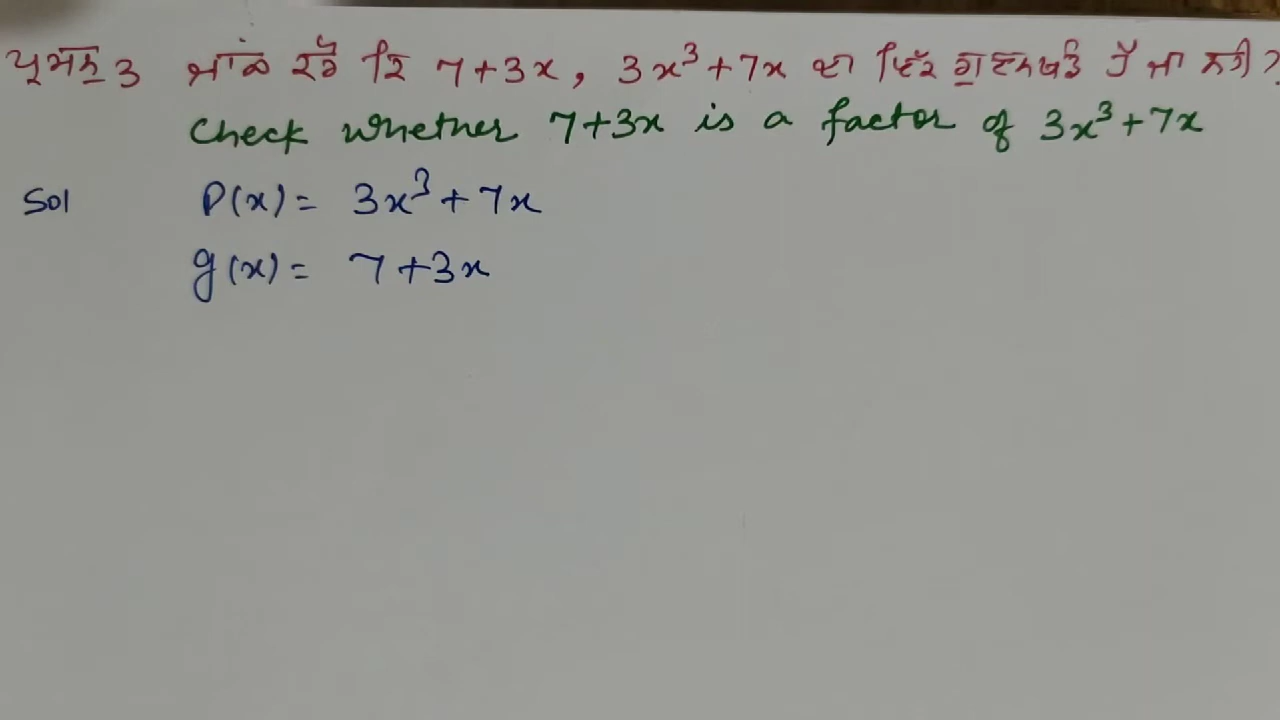 ਪ੍ਰਸ਼ਨ 3 ਜਾਂਚ ਕਰੋ ਕਿ 7+3x, 3x³+7x ਦਾ ਇੱਕ ਗੁਣਨਖੰਡ ਹੈ ਜਾਂ ਨਹੀਂ?
Check whether 7+3x is a factor of 3x³+7x
Sol P(x) = 3x³+7x
g(x) = 7+3x